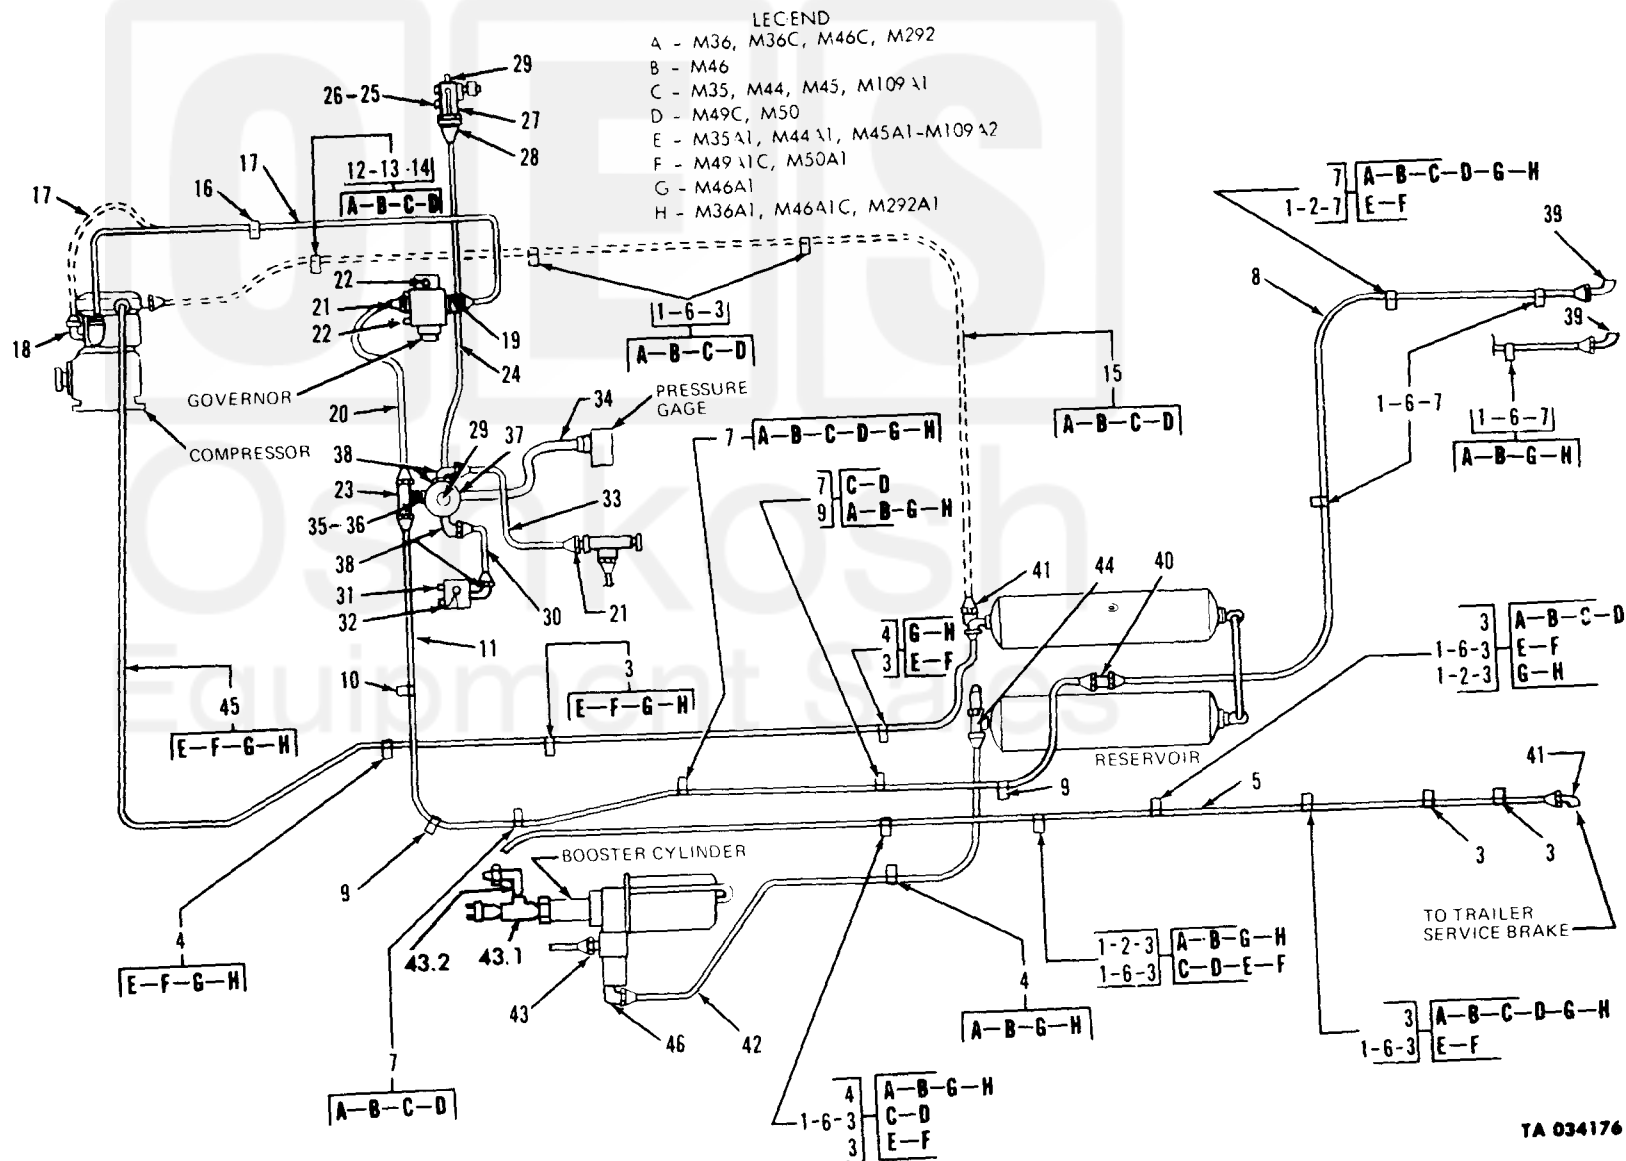 LEGEND
A - M36, M36C, M46C, M292
B - M46
C - M35, M44, M45, M109A1
D - M49C, M50
E - M35A1, M44A1, M45A1-M109A2
F - M49A1C, M50A1
G - M46A1
H - M36A1, M46A1C, M292A1
29
26-25
27
28
17
16
17
12-13-14
A-B-C-D
22
21
22
18
19
24
GOVERNOR
COMPRESSOR
20
1-6-3
A-B-C-D
34
PRESSURE
GAGE
29
37
38
23
35-36
33
38
31
32
30
21
11
10
7
A-B-C-D-G-H
7
C-D
9
A-B-G-H
15
A-B-C-D
7
A-B-C-D-G-H
1-2-7
E-F
39
8
39
1-6-7
1-6-7
A-B-G-H
41
44
40
4
G-H
3
E-F
3
E-F-G-H
45
E-F-G-H
3
A-B-C-D
1-6-3
E-F
1-2-3
G-H
RESERVOIR
9
5
41
3
3
9
BOOSTER CYLINDER
43.2
43.1
43
46
42
4
E-F-G-H
7
A-B-C-D
TO TRAILER
SERVICE BRAKE
1-2-3
A-B-G-H
1-6-3
C-D-E-F
4
A-B-G-H
3
A-B-C-D-G-H
1-6-3
E-F
4
A-B-G-H
1-6-3
C-D
3
E-F
TA 034176
CES
Oshkosh
Equipment Sales